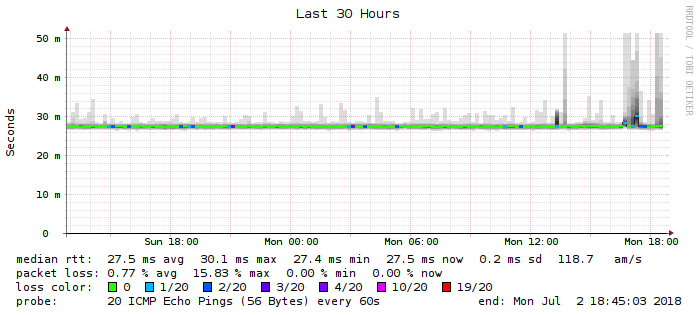 Last 30 Hours
RRDTOOL / TOBI OETIKER
Seconds
50 m
40 m
30 m
20 m
10 m
0
Sun 18:00 Mon 00:00 Mon 06:00 Mon 12:00 Mon 18:00
median rtt: 27.5 ms avg 30.1 ms max 27.4 ms min 27.5 ms now 0.2 ms sd 118.7 am/s
packet loss: 0.77 % avg 15.83 % max 0.00 % min 0.00 % now
loss color: 0 1/20 2/20 3/20 4/20 10/20 19/20
probe: 20 ICMP Echo Pings (56 Bytes) every 60s end: Mon Jul 2 18:45:03 2018